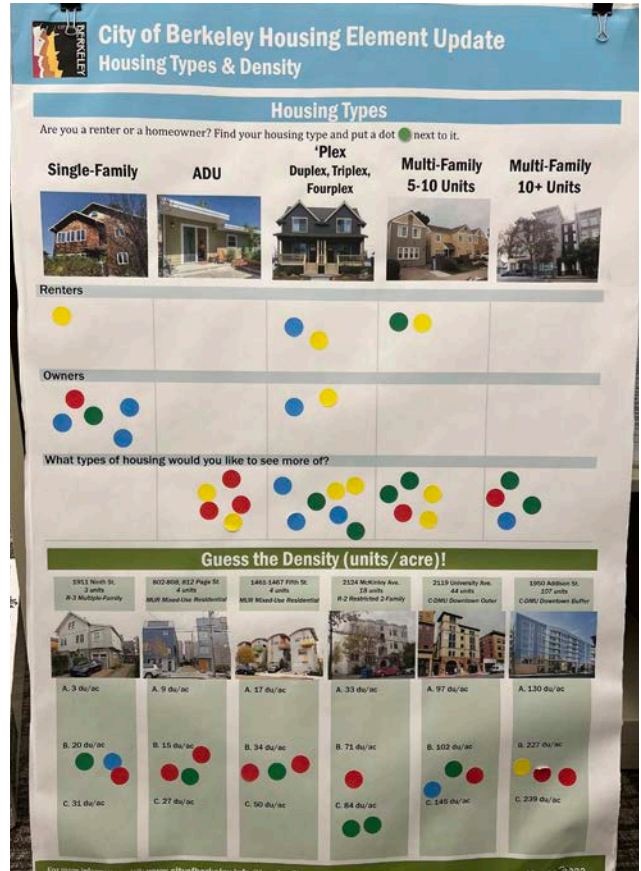 BERKELEY
City of Berkeley Housing Element Update
Housing Types & Density
Housing Types
Are you a renter or a homeowner? Find your housing type and put a dot next to it.
Single-Family
ADU
'Plex
Duplex, Triplex,
Fourplex
Multi-Family
5-10 Units
Multi-Family
10+ Units
Renters
Owners
What types of housing would you like to see more of?
Guess the Density (units/acre)!
1911 Ninth St.
3 units
R-3 Multiple-Family
802-808, 812 Page St.
4 units
MUR Mixed-Use Residential
1461-1467 Fifth St.
4 units
MUR Mixed-Use Residential
2124 McKinley Ave.
18 units
R-2 Restricted 2-Family
2119 University Ave.
44 units
C-DMU Downtown Outer
1950 Addison St.
107 units
C-DMU Downtown Buffer
A. 3 du/ac
A. 9 du/ac
A. 17 du/ac
A. 33 du/ac
A. 97 du/ac
A. 130 du/ac
B. 20 du/ac
B. 15 du/ac
B. 34 du/ac
B. 71 du/ac
B. 102 du/ac
B. 227 du/ac
C. 31 du/ac
C. 27 du/ac
C. 50 du/ac
C. 84 du/ac
C. 145 du/ac
C. 239 du/ac